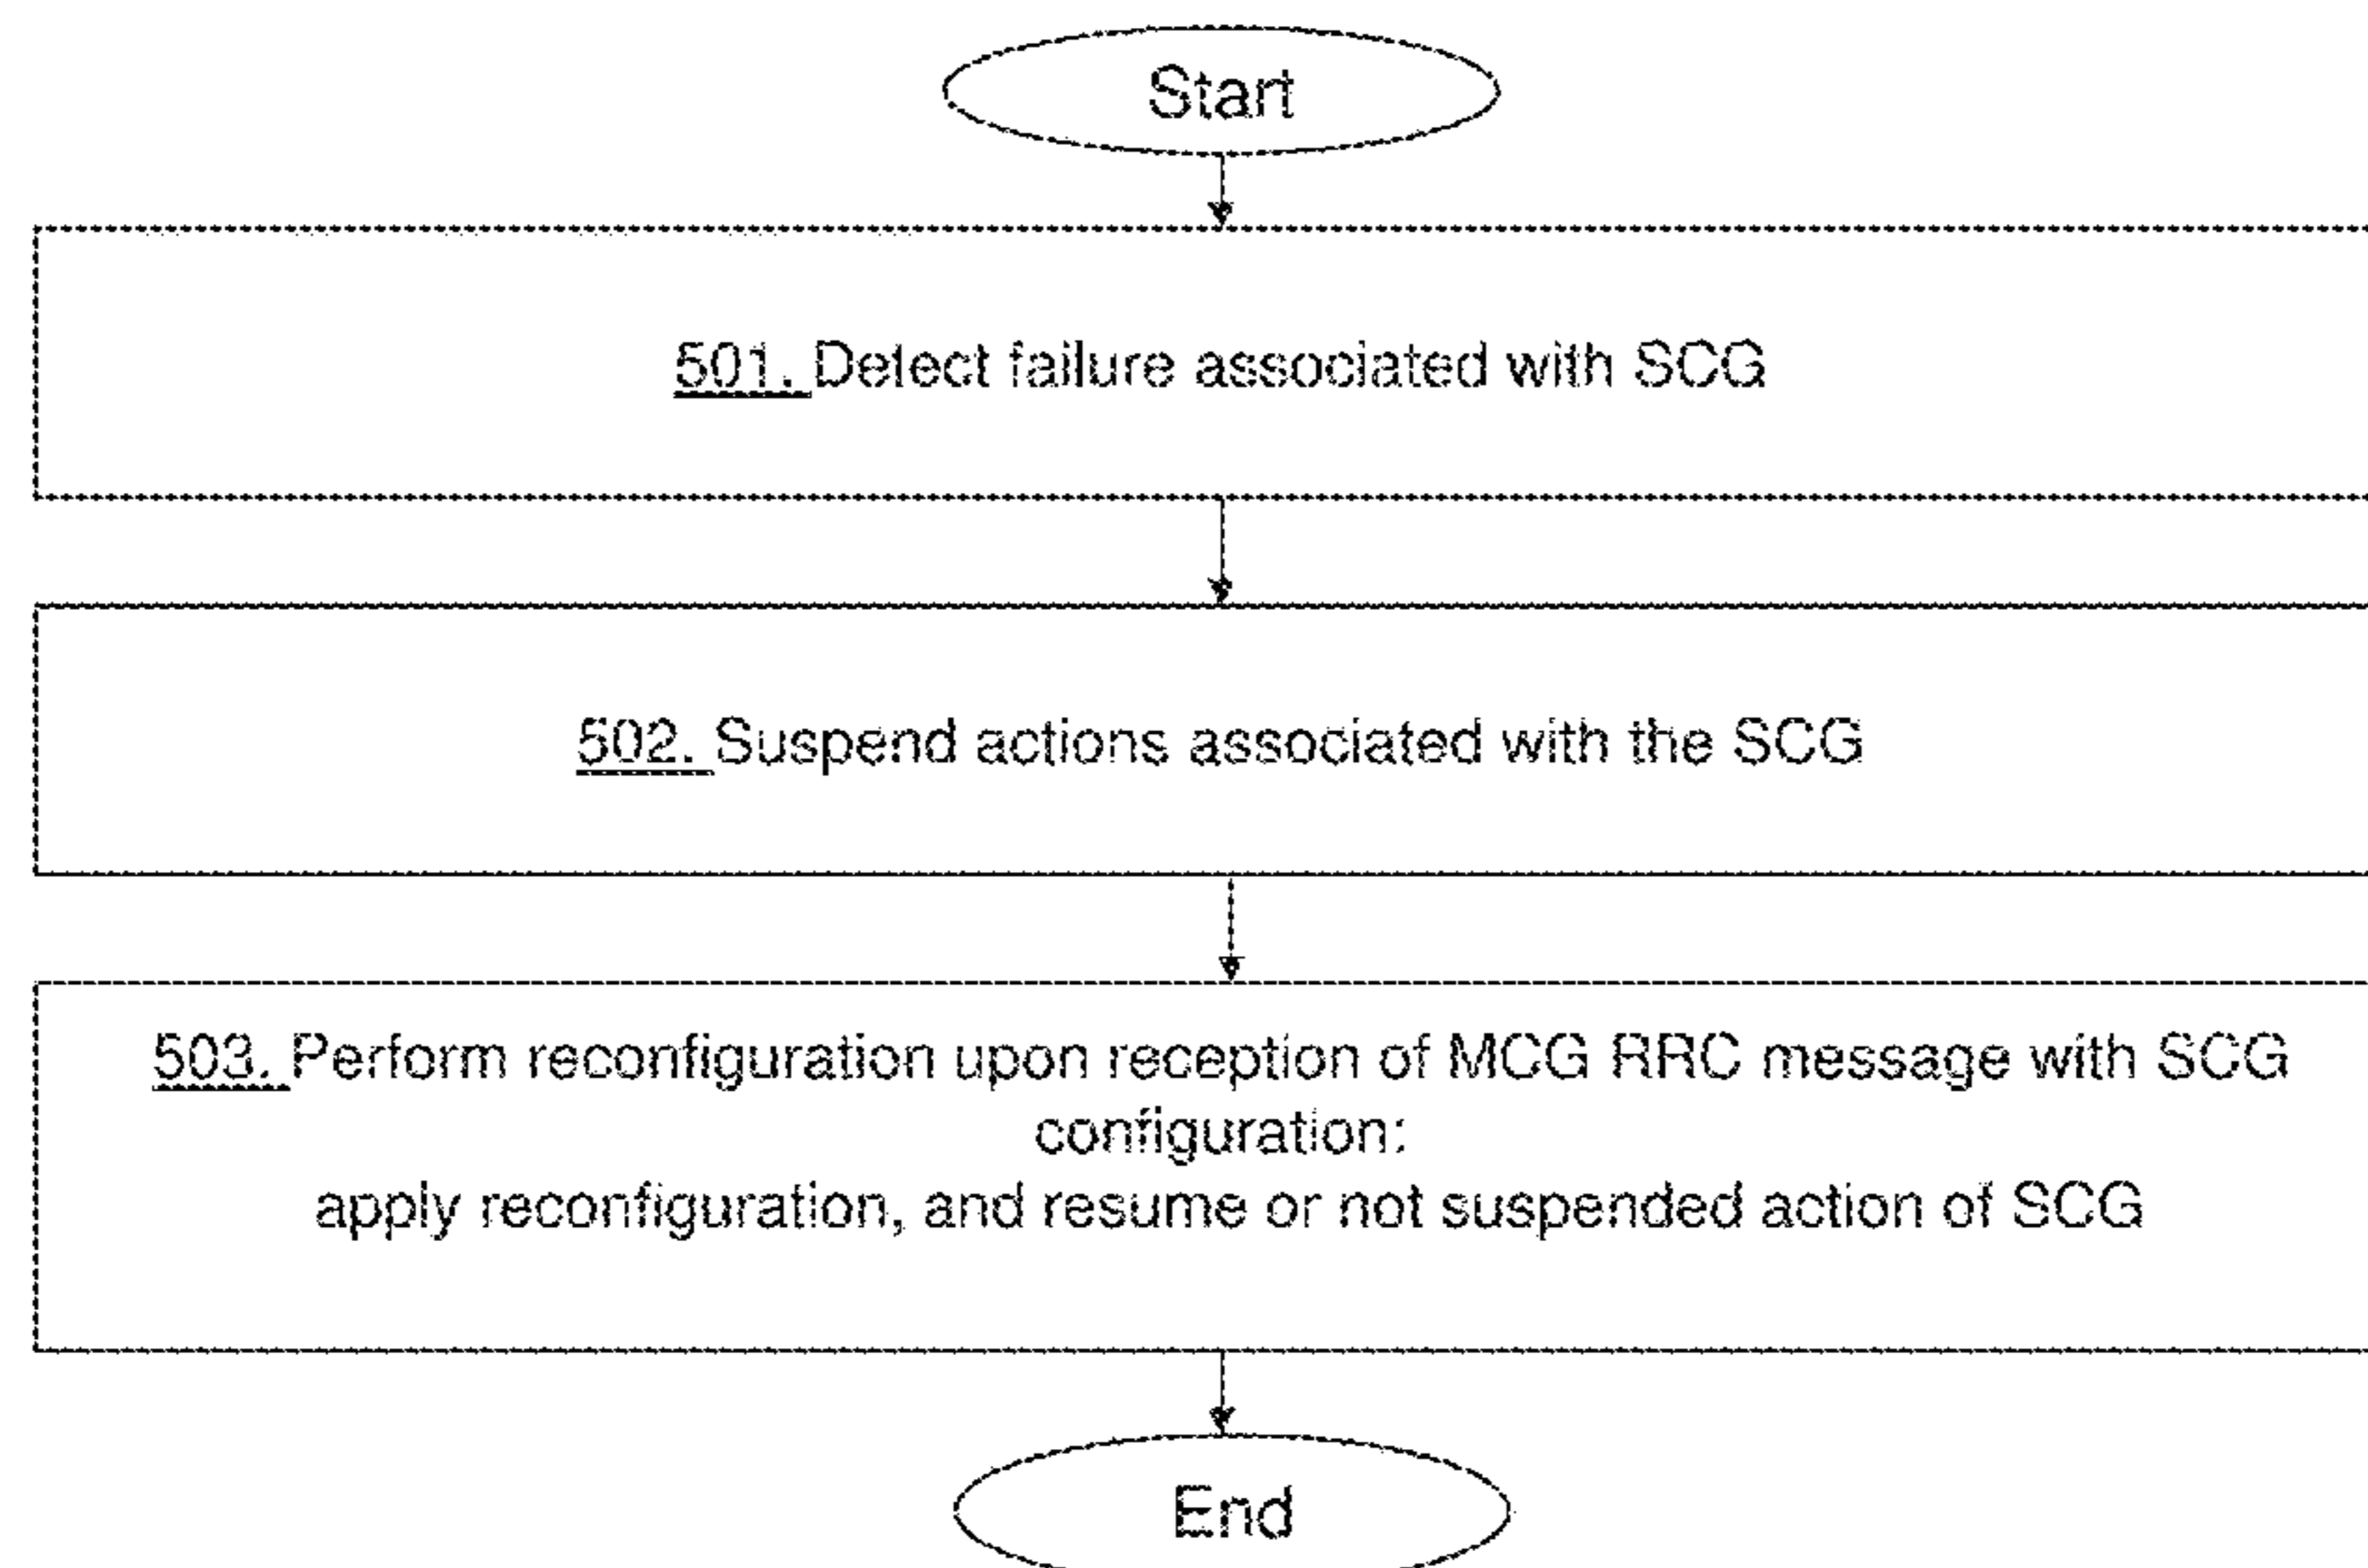 Start
501. Detect failure associated with SCG
502. Suspend actions associated with the SCG
503. Perform reconfiguration upon reception of MCG RRC message with SCG
configuration:
apply reconfiguration, and resume or not suspended action of SCG
End